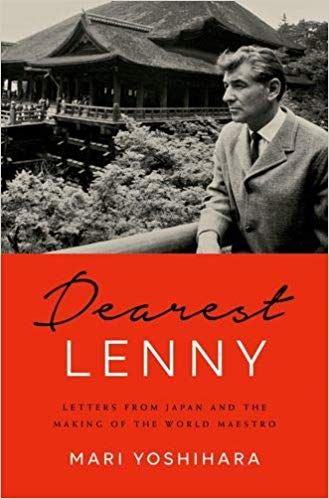 Dearest
LENNY
LETTERS FROM JAPAN AND THE
MAKING OF THE WORLD MAESTRO
MARI YOSHIHARA